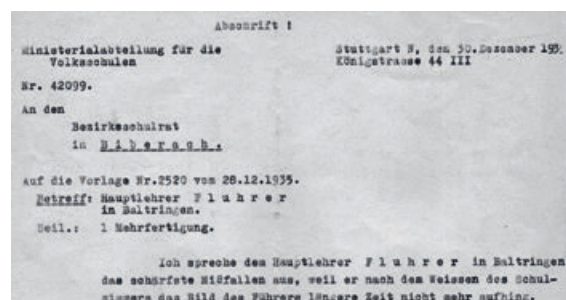 Abschrift !
Ministerialabteilung für die
Volksschulen
Stuttgart N, den 30.Dezember 193
Königstrasse 44 III
Nr. 42099.
An den
Bezirksschulrat
in B i b e r a c h .
Auf die Vorlage Nr.2520 vom 28.12.1935.
Betreff: Hauptlehrer F l u h r e r
in Baltringen.
Beil.: 1 Mehrfertigung.
Ich spreche dem Hauptlehrer F l u h r e r in Baltringen
das schärfste Mißfallen aus, weil er nach dem Weissen des Schul-
zimmers das Bild des Führers längere Zeit nicht mehr aufhing.